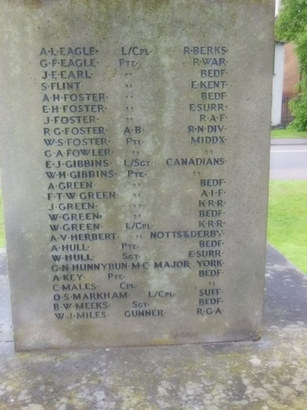 A·L·EAGLE· L/CPL· R·BERKS·
G·F·EAGLE· PTE· R·WAR·
J·E·EARL ,, BEDF·
S·FLINT ,, E·KENT·
A·H·FOSTER· ,, BEDF·
E·H·FOSTER· ,, E·SURR·
J·FOSTER· ,, R·A·F·
R·G·FOSTER· A·B· R·N·DIV·
W·S·FOSTER· PTE· MIDDX·
G·A·FOWLER· ,, ,,
E·J·GIBBINS· L/SGT· CANADIANS·
W·H·GIBBINS· PTE· ,,
A·GREEN· ,, BEDF·
F·T·W·GREEN· ,, A·I·F·
J·GREEN· ,, K·R·R·
W·GREEN· ,, BEDF·
W·GREEN· L/CPL· K·R·R·
A·V·HERBERT· ,, NOTTS&DERBY·
A·HULL· PTE· BEDF·
W·HULL· SGT· E·SURR·
G·N·HUNNYBUN·M·C· MAJOR· YORK·
A·KEY· PTE· BEDF·
C·MALES· CPL· ,,
O·S·MARKHAM· L/CPL· SUFF·
R·W·MEEKS· SGT· BEDF·
W·J·MILES· GUNNER· R·G·A·